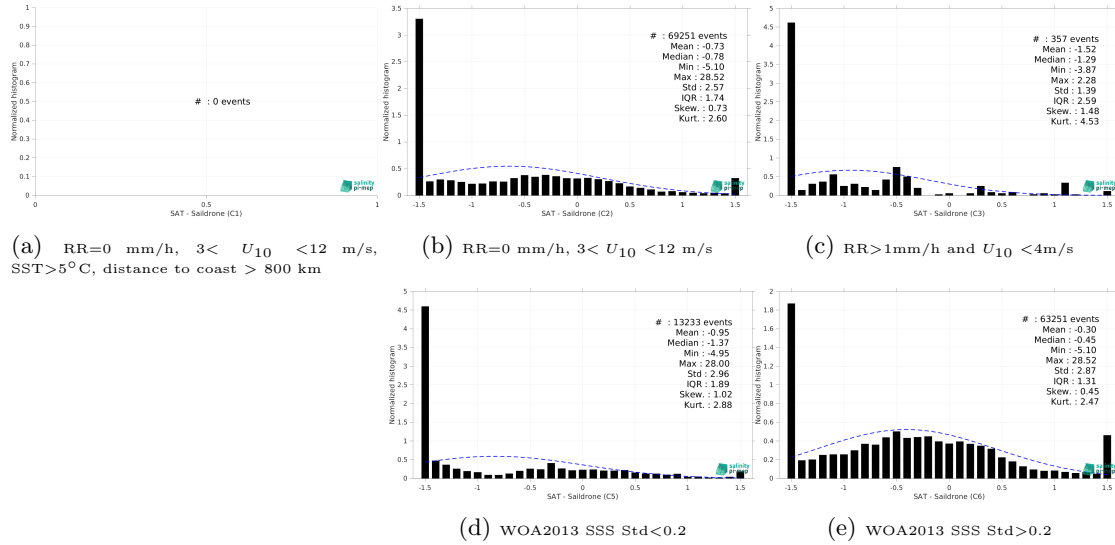 1
0.9
0.8
0.7
0.6
0.5
0.4
0.3
0.2
0.1
0
Normalized histogram
# : 0 events
0 0.5 1
SAT - Saildrone (C1)
salinity
pi-mep
(a) RR=0 mm/h, 3< U10 <12 m/s,
SST>5°C, distance to coast > 800 km
3.5
3
2.5
2
1.5
1
0.5
0
Normalized histogram
# : 69251 events
Mean : -0.73
Median : -0.78
Min : -5.10
Max : 28.52
Std : 2.57
IQR : 1.74
Skew. : 0.73
Kurt. : 2.60
-1.5 -1 -0.5 0 0.5 1 1.5
SAT - Saildrone (C2)
salinity
pi-mep
(b) RR=0 mm/h, 3< U10 <12 m/s
5
4.5
4
3.5
3
2.5
2
1.5
1
0.5
0
Normalized histogram
# : 357 events
Mean : -1.52
Median : -1.29
Min : -3.87
Max : 2.28
Std : 1.39
IQR : 2.59
Skew. : 1.48
Kurt. : 4.53
-1.5 -1 -0.5 0 0.5 1 1.5
SAT - Saildrone (C3)
salinity
pi-mep
(c) RR>1mm/h and U10 <4m/s
5
4.5
4
3.5
3
2.5
2
1.5
1
0.5
0
Normalized histogram
# : 13233 events
Mean : -0.95
Median : -1.37
Min : -4.95
Max : 28.00
Std : 2.96
IQR : 1.89
Skew. : 1.02
Kurt. : 2.88
-1.5 -1 -0.5 0 0.5 1 1.5
SAT - Saildrone (C5)
salinity
pi-mep
(d) WOA2013 SSS Std<0.2
2
1.8
1.6
1.4
1.2
1
0.8
0.6
0.4
0.2
0
Normalized histogram
# : 63251 events
Mean : -0.30
Median : -0.45
Min : -5.10
Max : 28.52
Std : 2.87
IQR : 1.31
Skew. : 0.45
Kurt. : 2.47
-1.5 -1 -0.5 0 0.5 1 1.5
SAT - Saildrone (C6)
salinity
pi-mep
(e) WOA2013 SSS Std>0.2